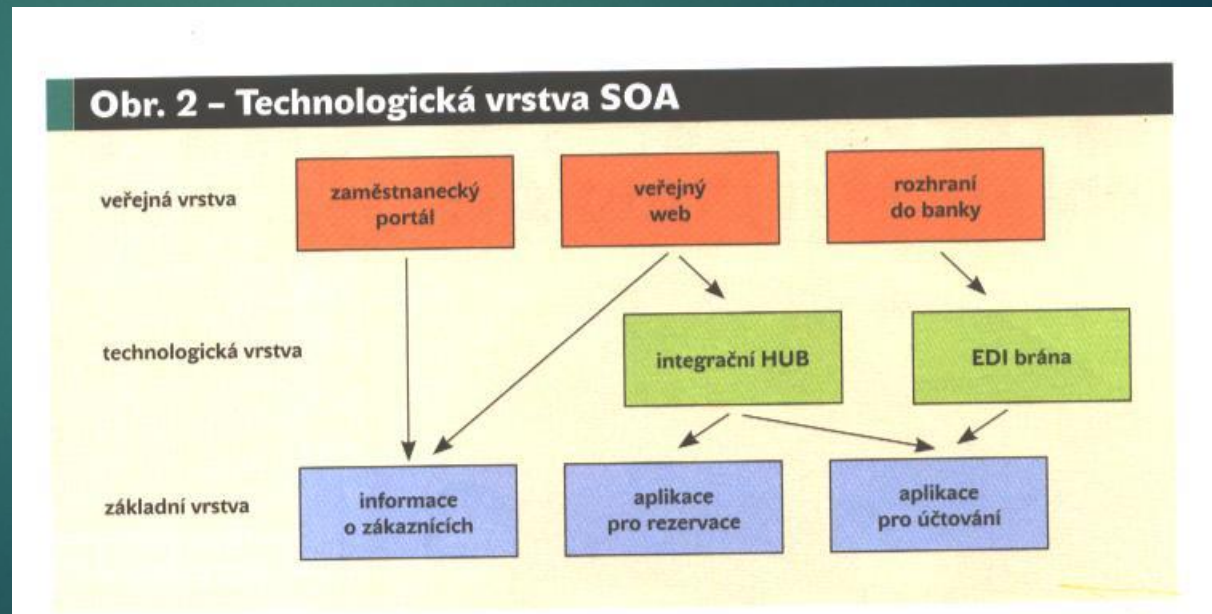 Obr. 2 – Technologická vrstva SOA
veřejná vrstva
zaměstnanecký
portál
veřejný
web
rozhraní
do banky
technologická vrstva
integrační HUB
EDI brána
základní vrstva
informace
o zákaznících
aplikace
pro rezervace
aplikace
pro účtování